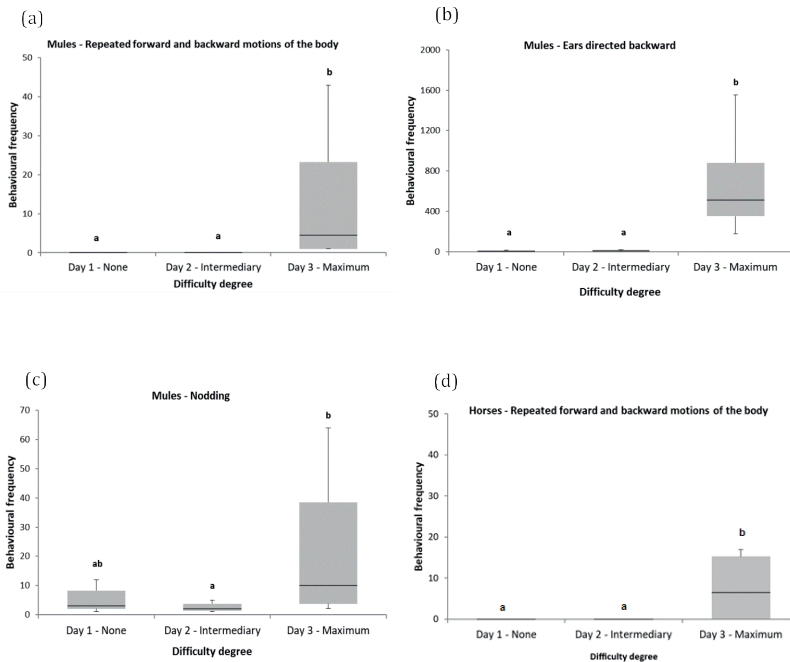 (a)
Mules - Repeated forward and backward motions of the body
50
40
30
20
10
0
Behavioural frequency
a
a
b
Day 1 - None
Day 2 - Intermediary
Day 3 - Maximum
Difficulty degree
(b)
Mules - Ears directed backward
2000
1600
1200
800
400
0
Behavioural frequency
a
a
b
Day 1 - None
Day 2 - Intermediary
Day 3 - Maximum
Difficulty degree
(c)
Mules - Nodding
70
60
50
40
30
20
10
0
Behavioural frequency
ab
a
b
Day 1 - None
Day 2 - Intermediary
Day 3 - Maximum
Difficulty degree
(d)
Horses - Repeated forward and backward motions of the body
50
40
30
20
10
0
Behavioural frequency
a
a
b
Day 1 - None
Day 2 - Intermediary
Day 3 - Maximum
Difficulty degree